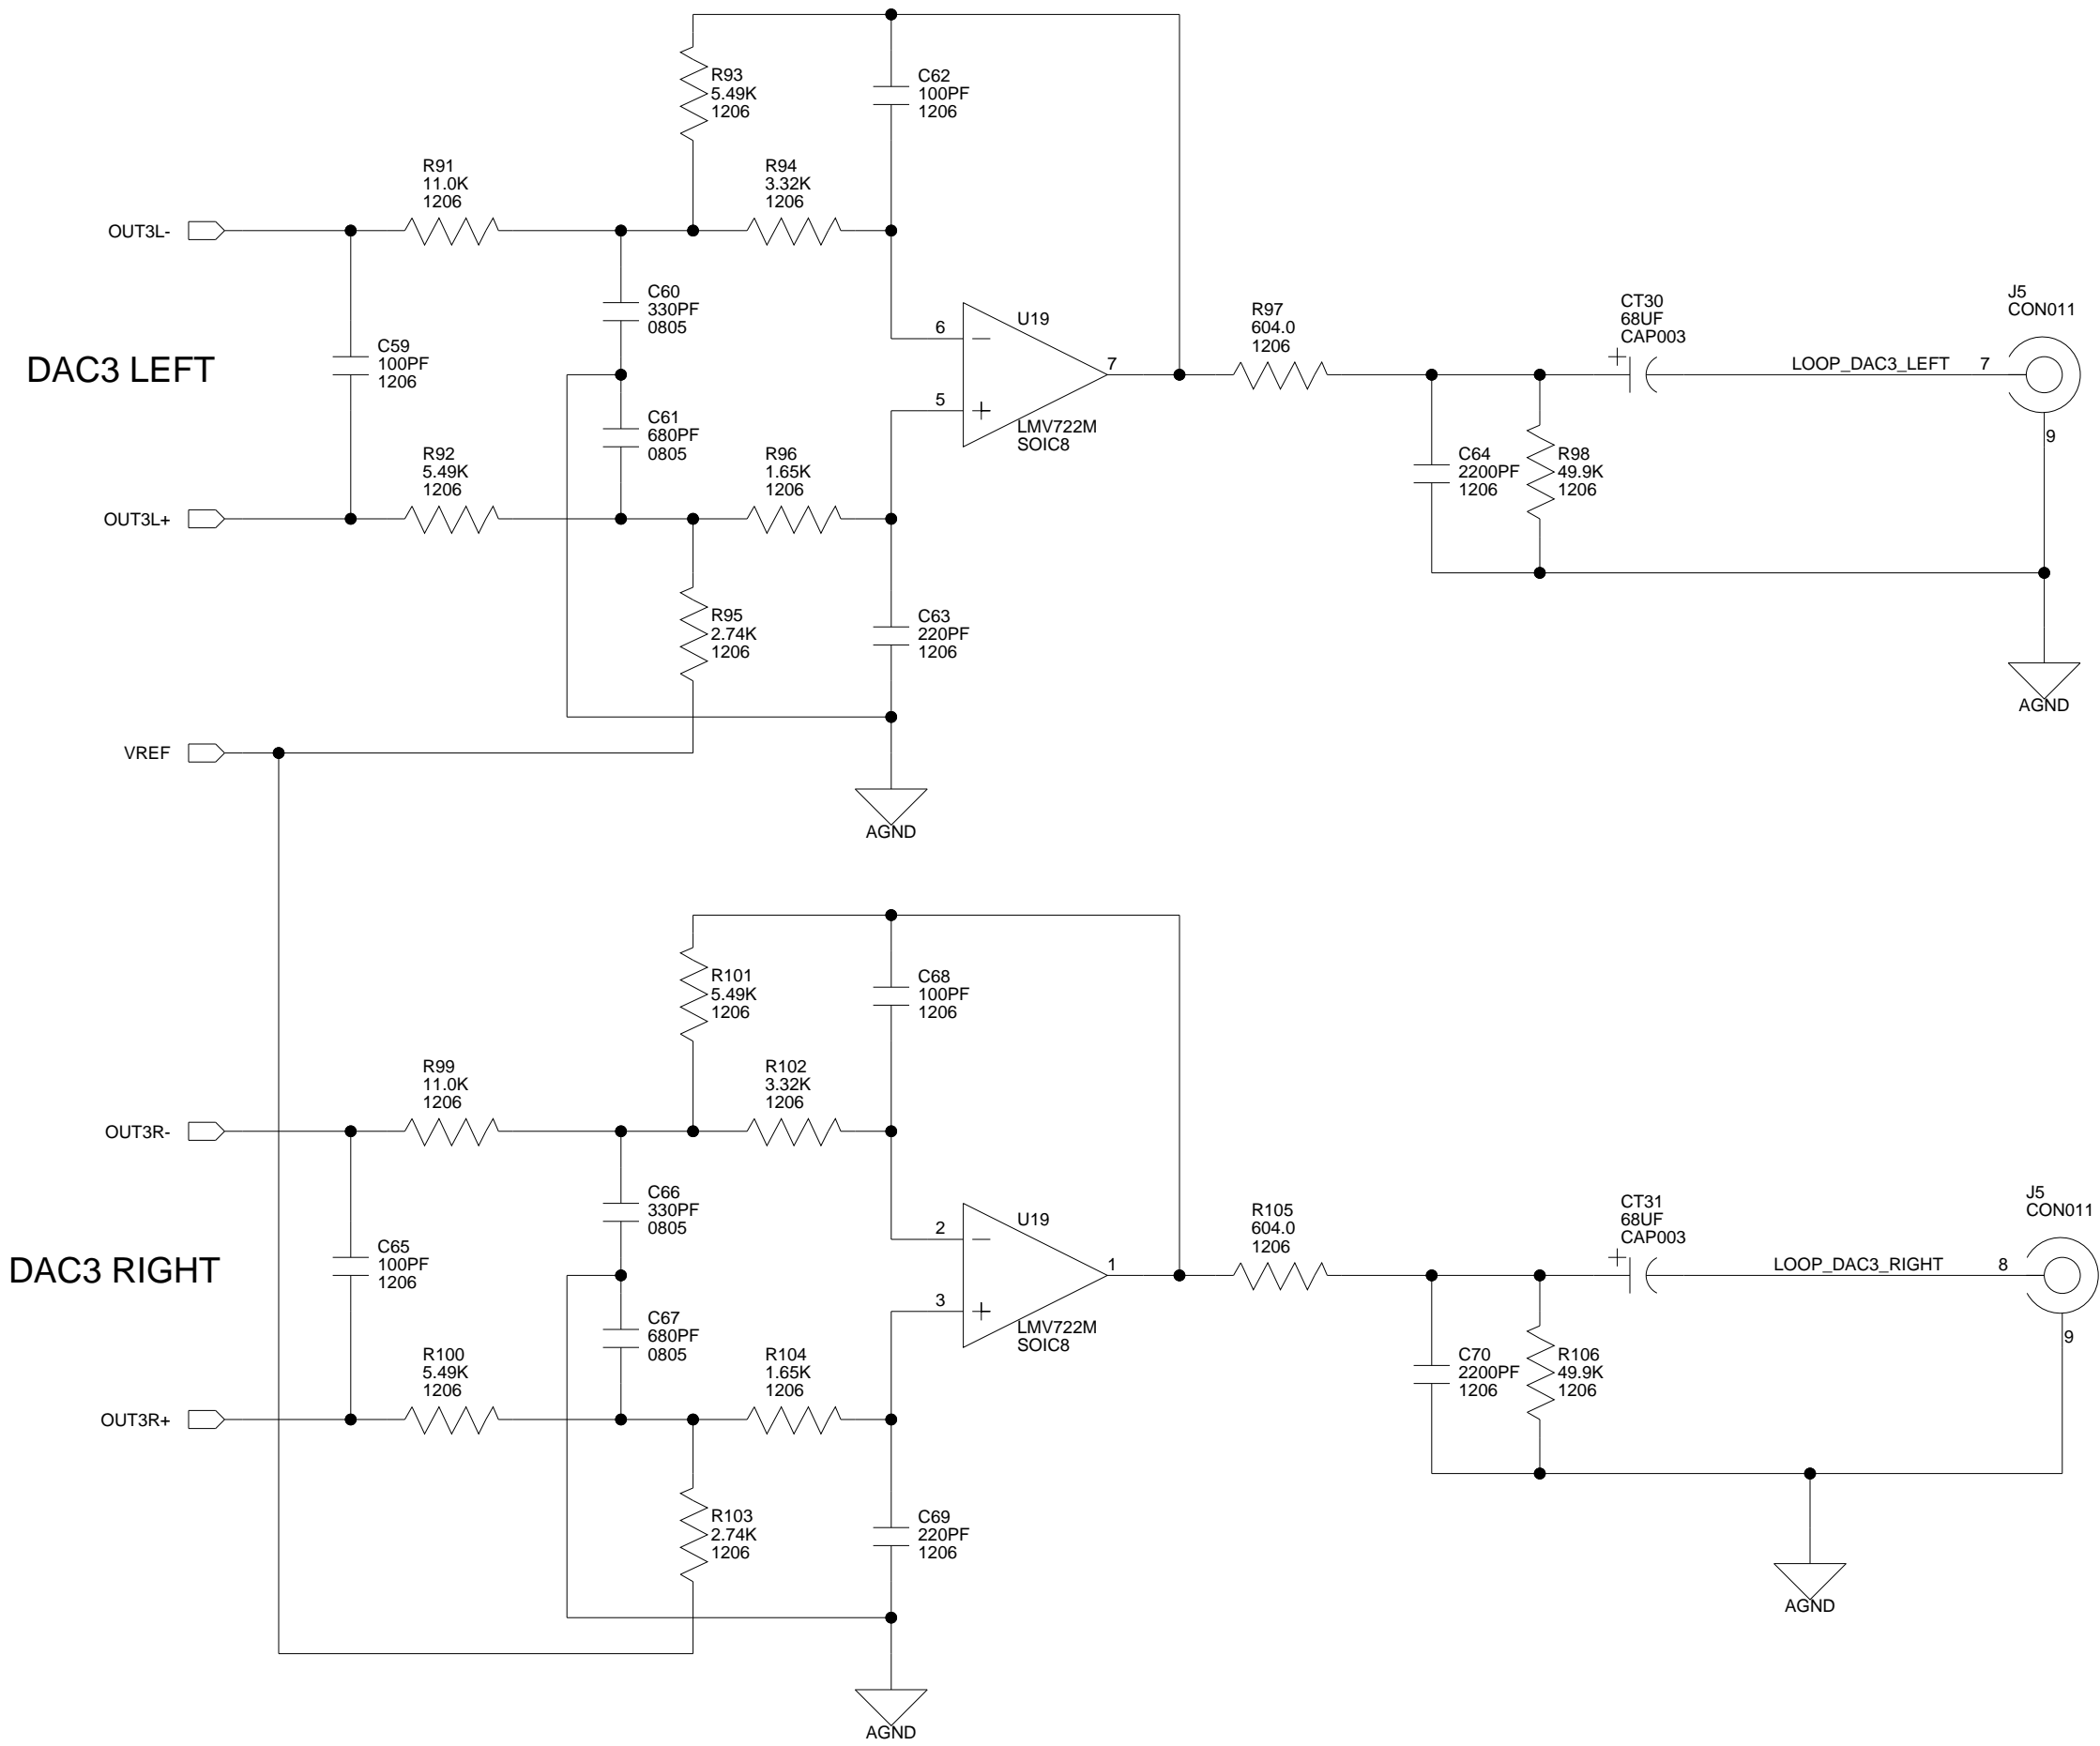 R93
5.49K
1206
C62
100PF
1206
R91
11.0K
1206
R94
3.32K
1206
OUT3L-
C60
330PF
0805
6
U19
R97
604.0
1206
CT30
68UF
CAP003
J5
CON011
DAC3 LEFT
C59
100PF
1206
7
LOOP_DAC3_LEFT
7
5
C61
680PF
0805
LMV722M
SOIC8
9
R92
5.49K
1206
R96
1.65K
1206
C64
2200PF
1206
R98
49.9K
1206
OUT3L+
R95
2.74K
1206
C63
220PF
1206
AGND
VREF
AGND
R101
5.49K
1206
C68
100PF
1206
R99
11.0K
1206
R102
3.32K
1206
OUT3R-
C66
330PF
0805
2
U19
R105
604.0
1206
CT31
68UF
CAP003
J5
CON011
DAC3 RIGHT
C65
100PF
1206
1
LOOP_DAC3_RIGHT
8
3
C67
680PF
0805
LMV722M
SOIC8
9
R100
5.49K
1206
R104
1.65K
1206
C70
2200PF
1206
R106
49.9K
1206
OUT3R+
R103
2.74K
1206
C69
220PF
1206
AGND
AGND